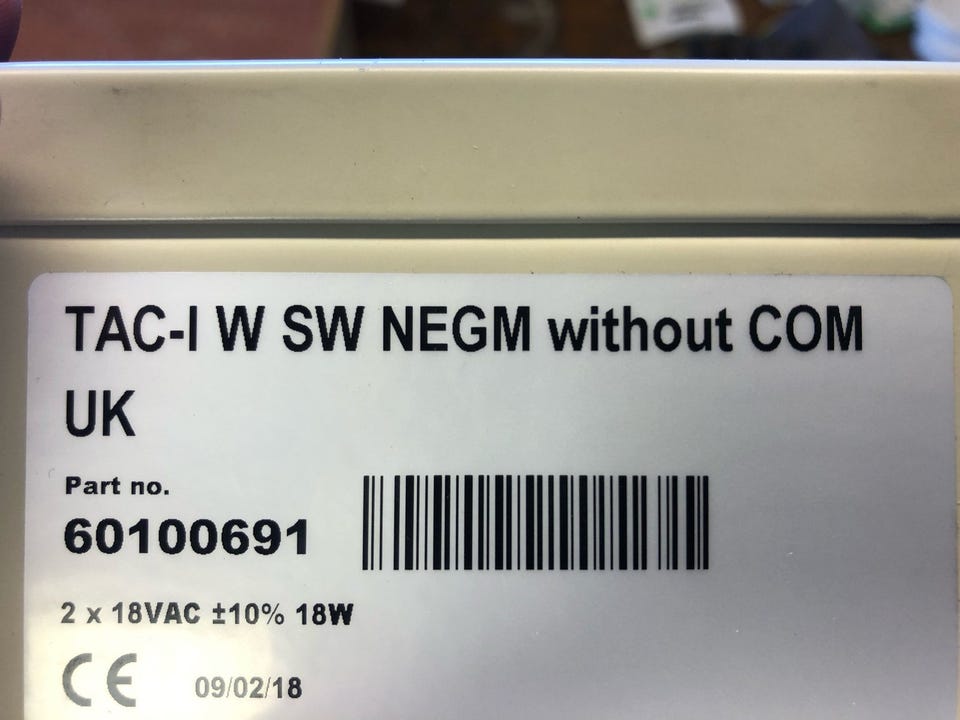 TAC-I W SW NEGM without COM
UK
Part no.
60100691
2 x 18VAC ±10% 18W
CE 09/02/18